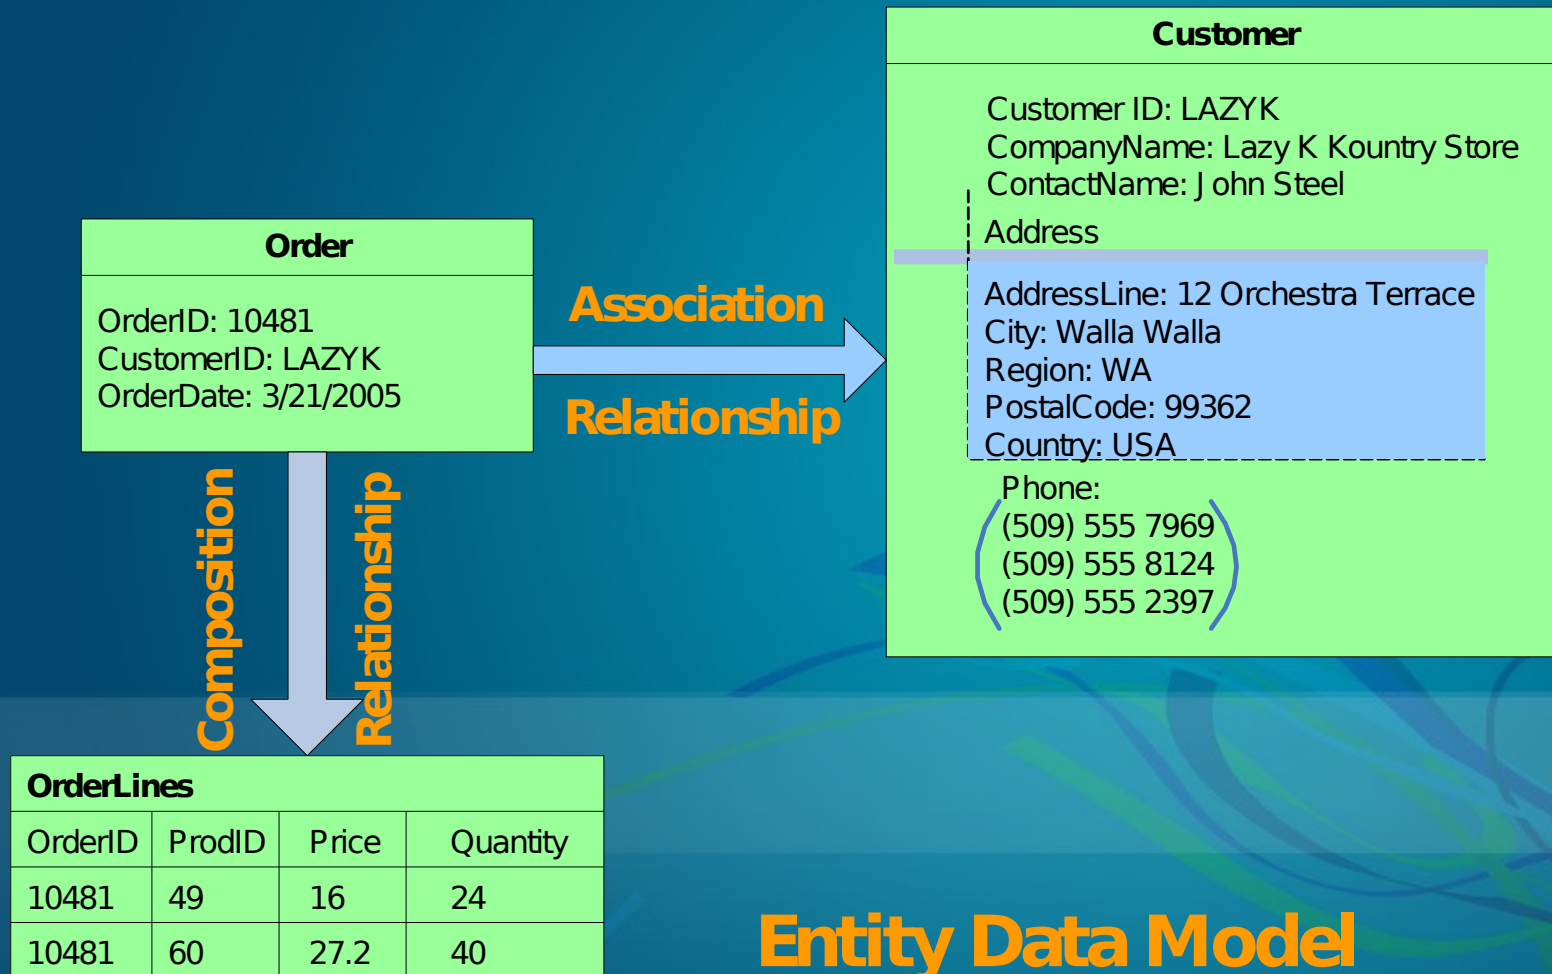 Customer
Customer ID: LAZYK
CompanyName: Lazy K Kountry Store
ContactName: John Steel
Address
AddressLine: 12 Orchestra Terrace
City: Walla Walla
Region: WA
PostalCode: 99362
Country: USA
Phone:
(509) 555 7969
(509) 555 8124
(509) 555 2397
Order
OrderID: 10481
CustomerID: LAZYK
OrderDate: 3/21/2005
Association
Relationship
Composition
Relationship
OrderLines
OrderID ProdID Price Quantity
10481 49 16 24
10481 60 27.2 40
Entity Data Model